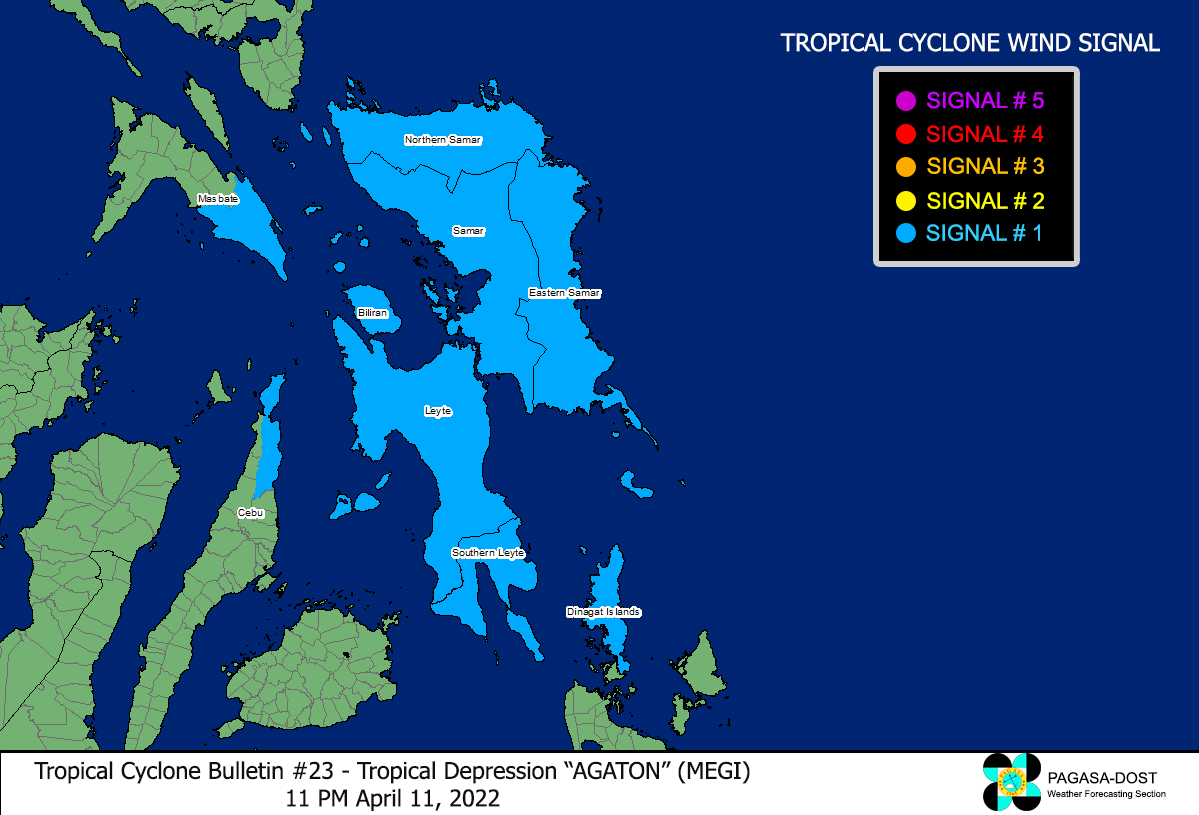 TROPICAL CYCLONE WIND SIGNAL
SIGNAL # 5
SIGNAL # 4
SIGNAL # 3
SIGNAL # 2
SIGNAL # 1
Northern Samar
Masbate
Samar
Eastern Samar
Biliran
Leyte
Cebu
Southern Leyte
Dinagat Islands
Tropical Cyclone Bulletin #23 - Tropical Depression “AGATON” (MEGI)
11 PM April 11, 2022
PAGASA-DOST
Weather Forecasting Section